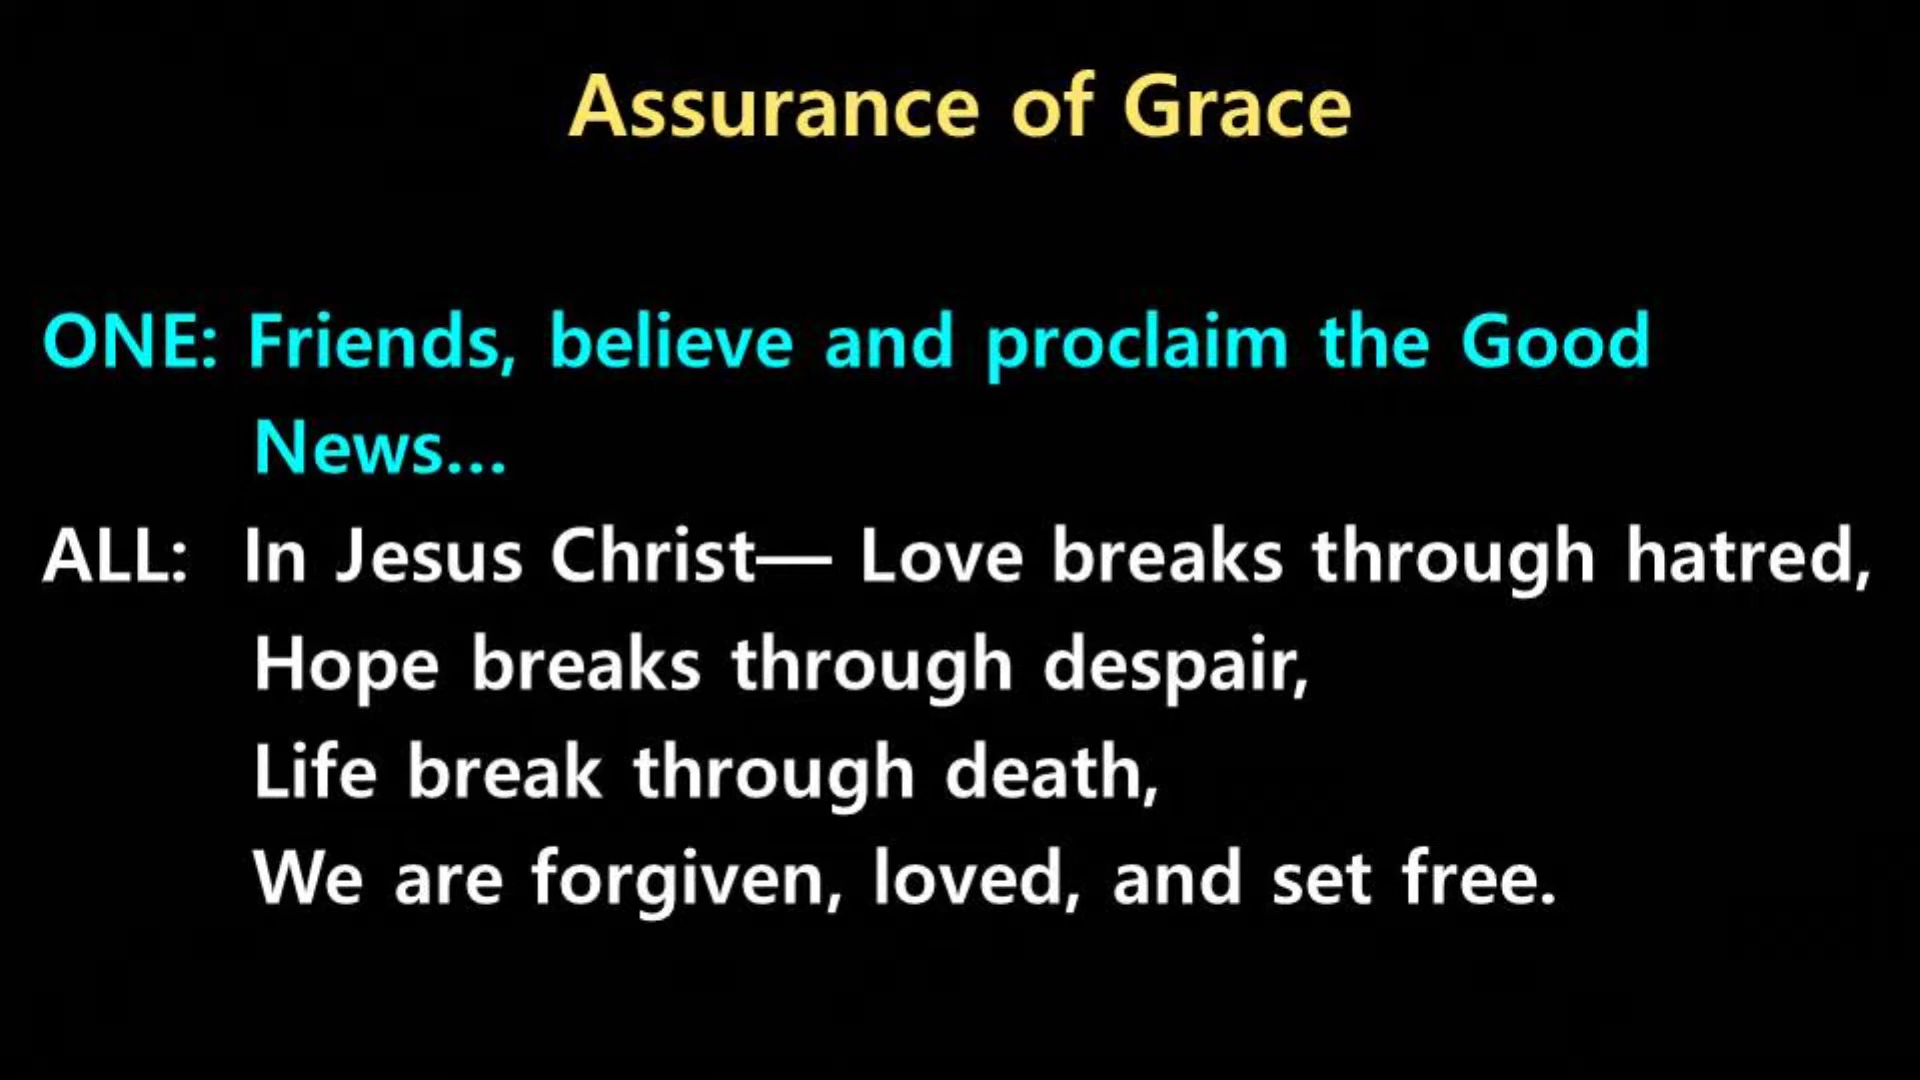 Assurance of Grace
ONE: Friends, believe and proclaim the Good
News...
ALL: In Jesus Christ— Love breaks through hatred,
Hope breaks through despair,
Life break through death,
We are forgiven, loved, and set free.